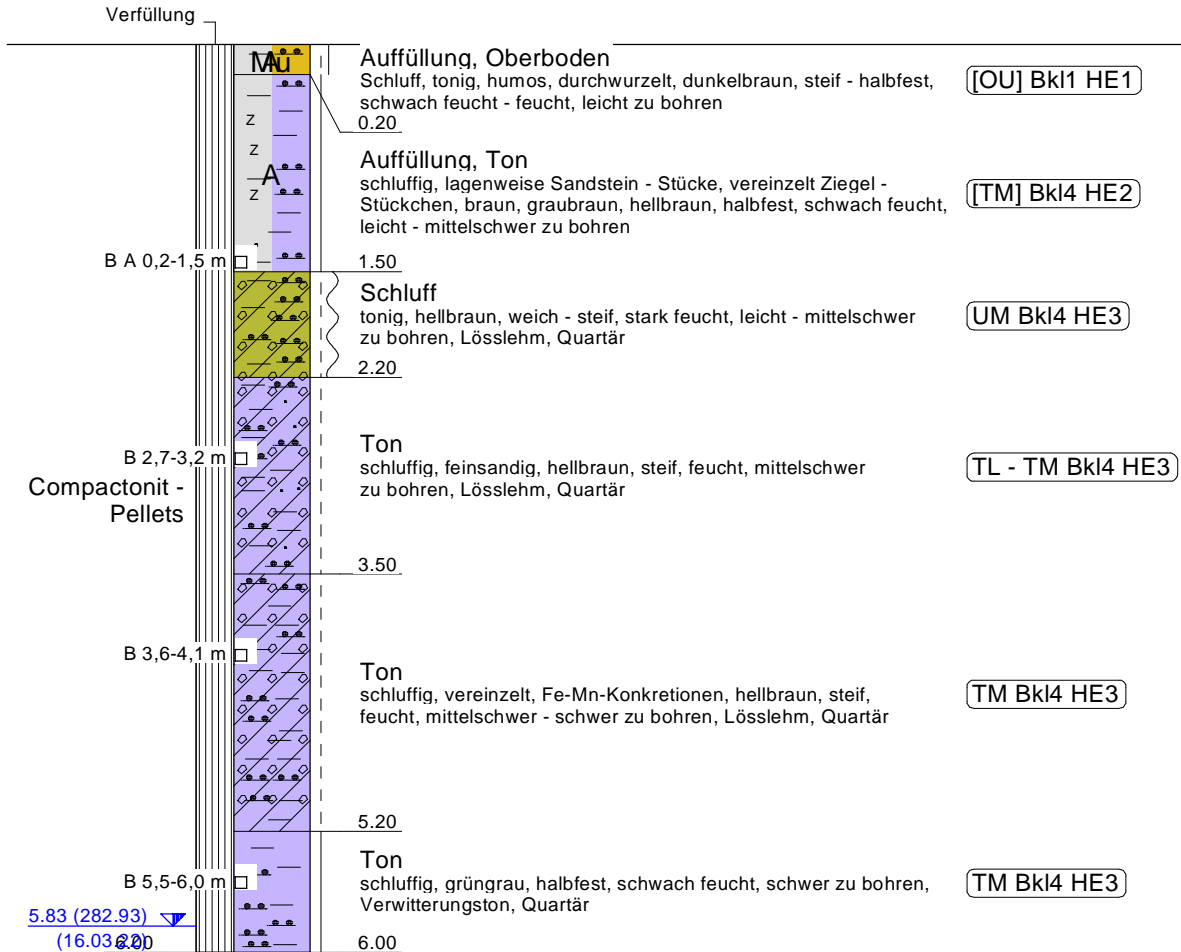 Verfüllung
MAu
Auffüllung, Oberboden
Schluff, tonig, humos, durchwurzelt, dunkelbraun, steif - halbfest,
schwach feucht - feucht, leicht zu bohren
0.20
[OU] Bkl1 HE1
Z
Z
Z
Z
A
Auffüllung, Ton
schluffig, lagenweise Sandstein - Stücke, vereinzelt Ziegel -
Stückchen, braun, graubraun, hellbraun, halbfest, schwach feucht,
leicht - mittelschwer zu bohren
[TM] Bkl4 HE2
B A 0,2-1,5 m
1.50
Schluff
tonig, hellbraun, weich - steif, stark feucht, leicht - mittelschwer
zu bohren, Lösslehm, Quartär
UM Bkl4 HE3
2.20
Ton
schluffig, feinsandig, hellbraun, steif, feucht, mittelschwer
zu bohren, Lösslehm, Quartär
TL - TM Bkl4 HE3
B 2,7-3,2 m
Compactonit -
Pellets
3.50
B 3,6-4,1 m
Ton
schluffig, vereinzelt, Fe-Mn-Konkretionen, hellbraun, steif,
feucht, mittelschwer - schwer zu bohren, Lösslehm, Quartär
TM Bkl4 HE3
5.20
Ton
schluffig, grüngrau, halbfest, schwach feucht, schwer zu bohren,
Verwitterungston, Quartär
TM Bkl4 HE3
B 5,5-6,0 m
5.83 (282.93)
(16.03.22)
6.00
6.00